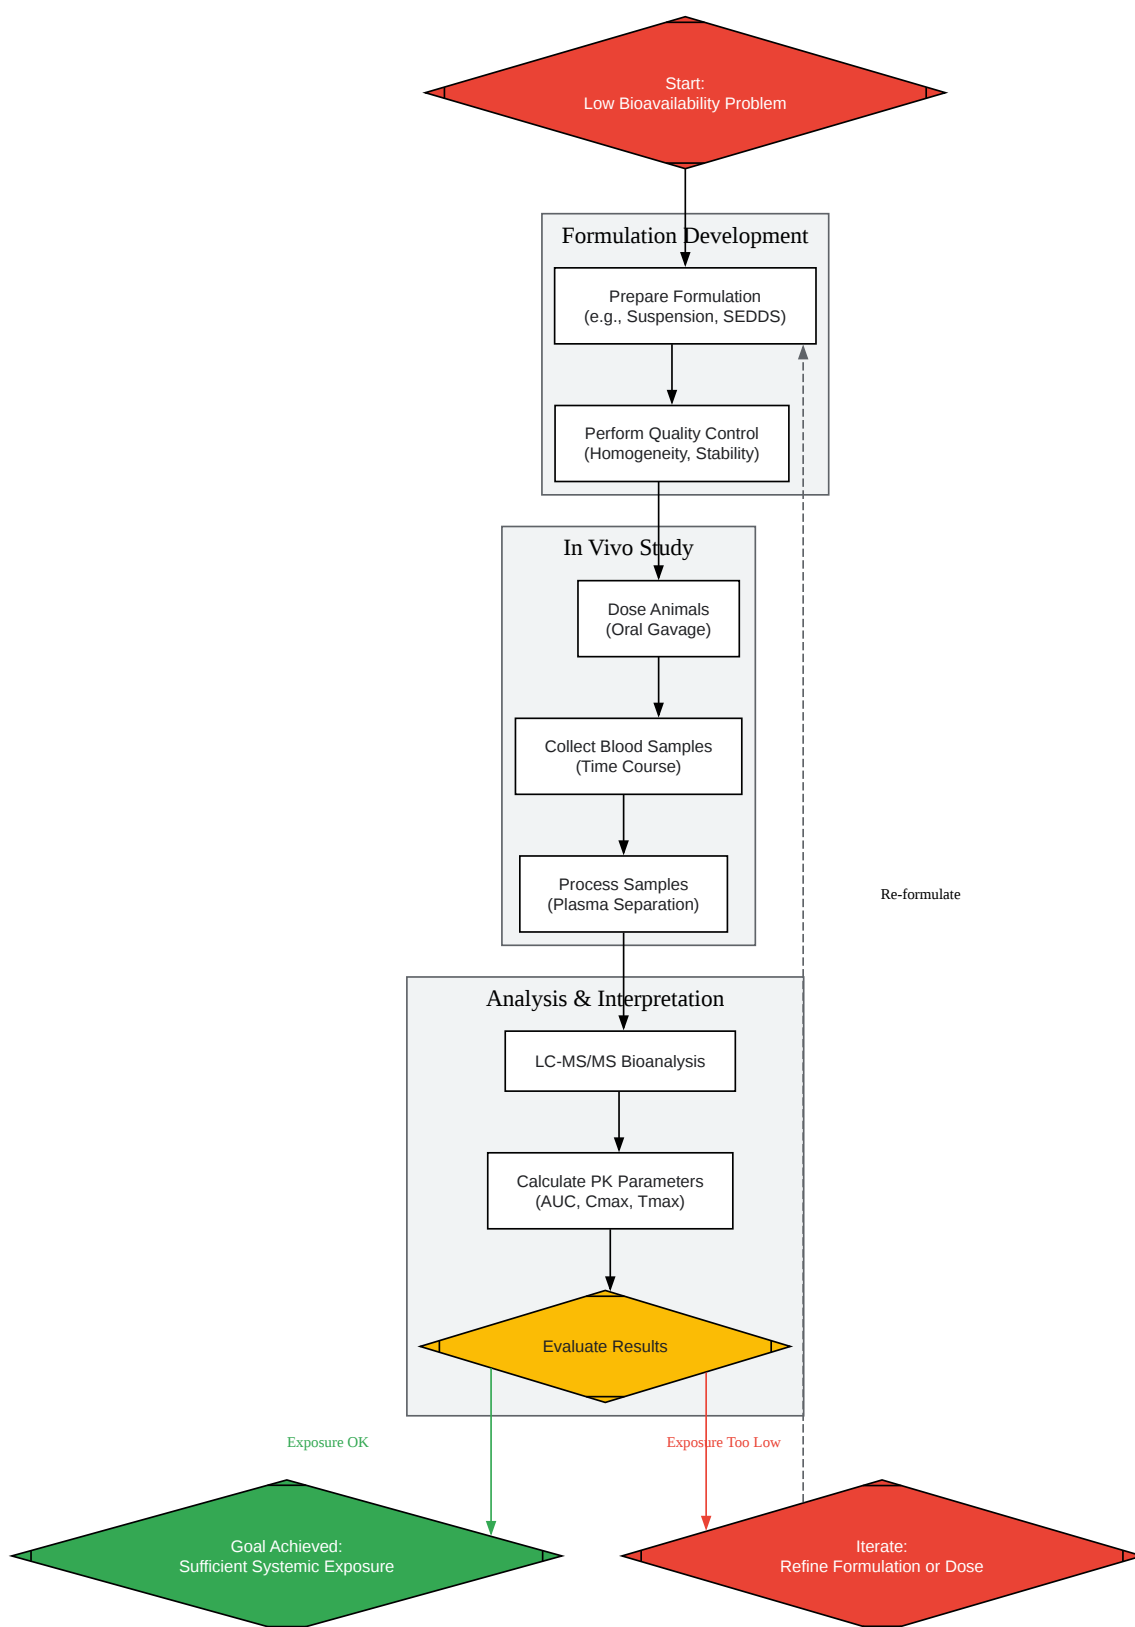 Start:
Low Bioavailability Problem
Formulation Development
Prepare Formulation
(e.g., Suspension, SEDDS)
Perform Quality Control
(Homogeneity, Stability)
In Vivo Study
Dose Animals
(Oral Gavage)
Collect Blood Samples
(Time Course)
Process Samples
(Plasma Separation)
Re-formulate
Analysis & Interpretation
LC-MS/MS Bioanalysis
Calculate PK Parameters
(AUC, Cmax, Tmax)
Evaluate Results
Exposure OK
Exposure Too Low
Goal Achieved:
Sufficient Systemic Exposure
Iterate:
Refine Formulation or Dose